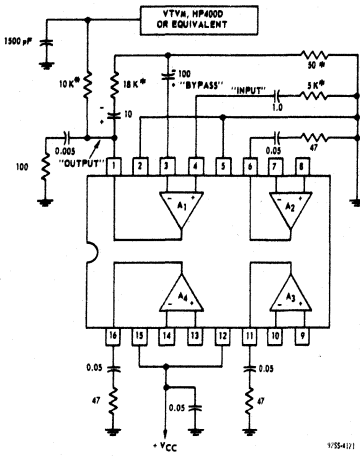 VTVM, HP400D
OR EQUIVALENT
1500 pF
10K*
18K*
100
"BYPASS"
"INPUT"
50*
5K*
1.0
10
0.005
"OUTPUT"
0.05
47
100
1 2 3 4 5 6 7 8
A1
A2
A4
A3
16 15 14 13 12 11 10 9
0.05
0.05
47
0.05
47
+ VCC
92SS-4121